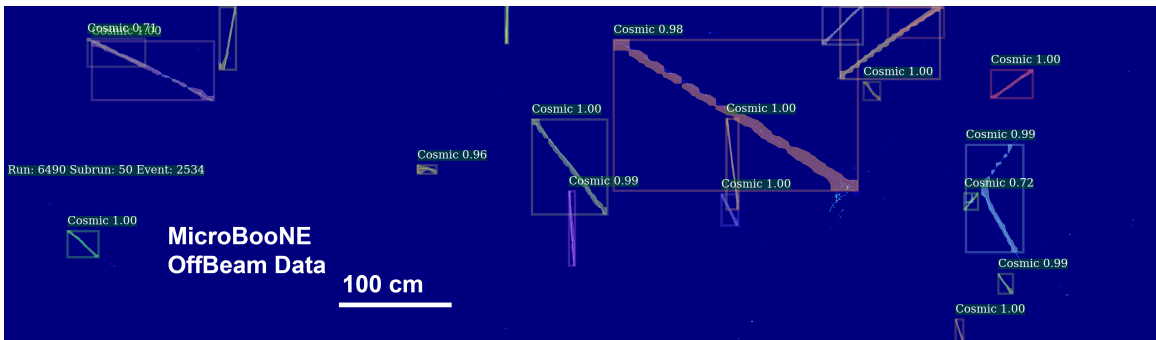 Cosmic 0.71
Cosmic 1.00
Cosmic 0.98
Cosmic 1.00
Cosmic 1.00
Cosmic 1.00
Cosmic 1.00
Cosmic 0.99
Cosmic 0.96
Run: 6490 Subrun: 50 Event: 2534
Cosmic 0.99
Cosmic 1.00
Cosmic 0.72
Cosmic 1.00
MicroBooNE
OffBeam Data
100 cm
Cosmic 0.99
Cosmic 1.00